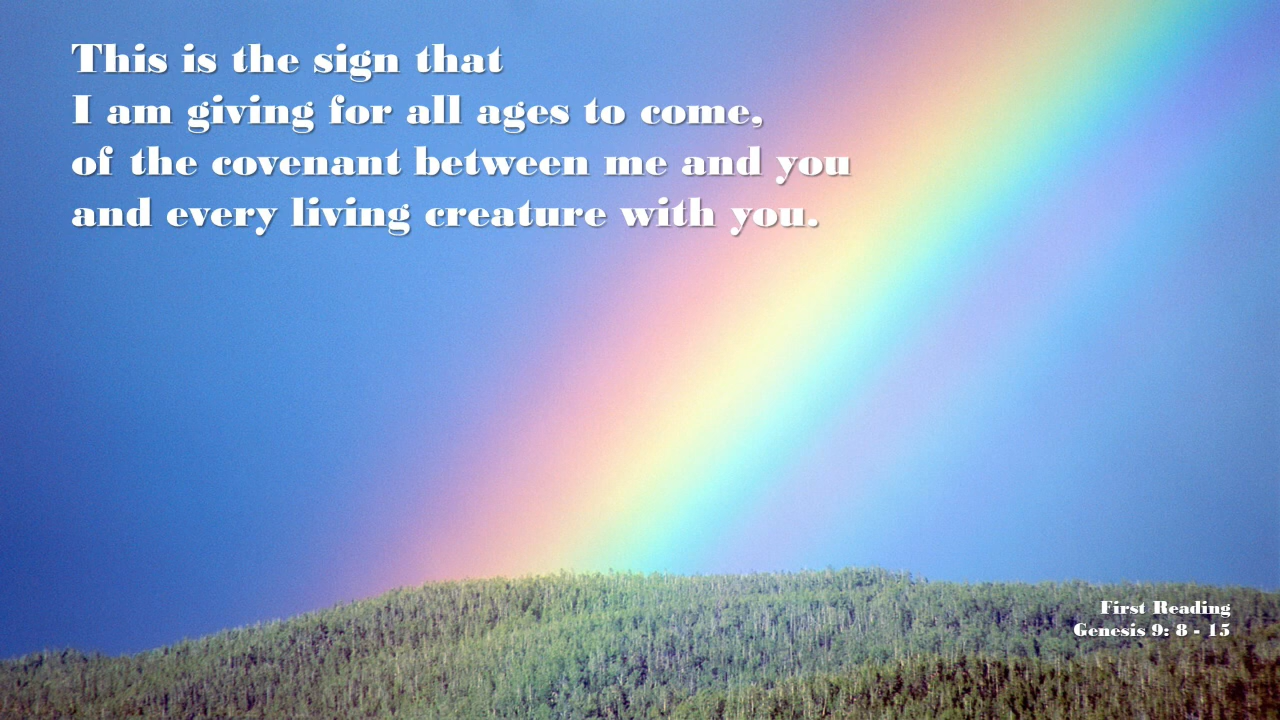 This is the sign that
I am giving for all ages to come,
of the covenant between me and you
and every living creature with you.
First Reading
Genesis 9: 8 - 15